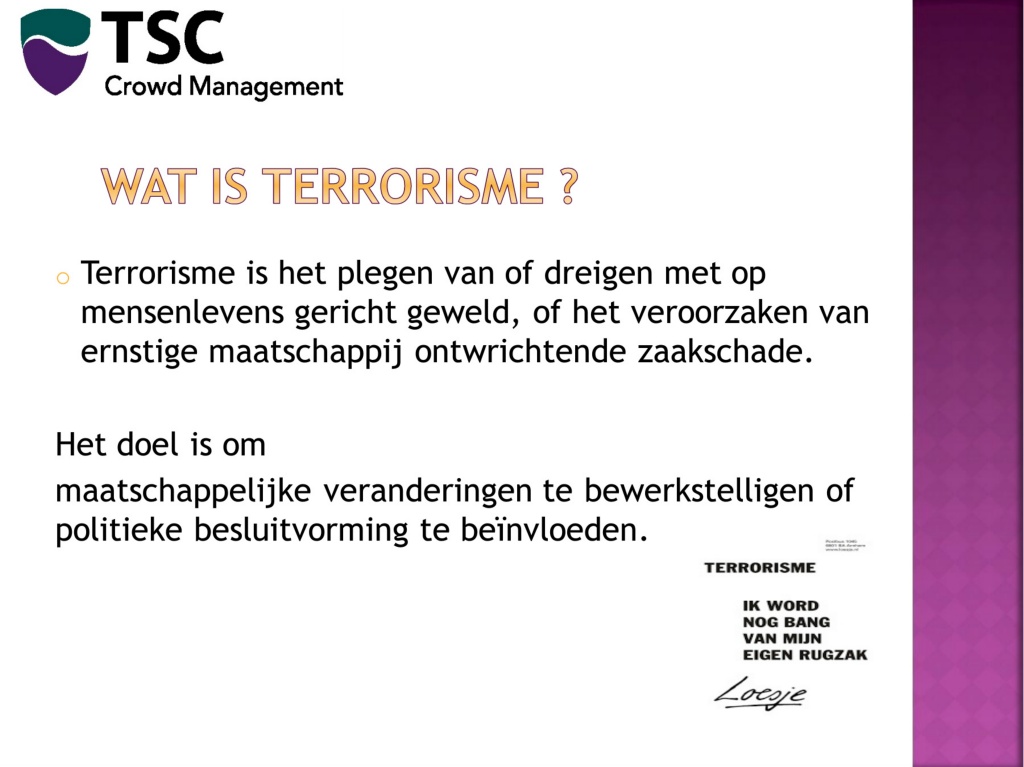 TSC
Crowd Management
WAT IS TERRORISME ?
Terrorisme is het plegen van of dreigen met op
mensenlevens gericht geweld, of het veroorzaken van
ernstige maatschappij ontwrichtende zaakschade.
Het doel is om
maatschappelijke veranderingen te bewerkstelligen of
politieke besluitvorming te beïnvloeden.
TERRORISME
IK WORD
NOG BANG
VAN MIJN
EIGEN RUGZAK
Loesje